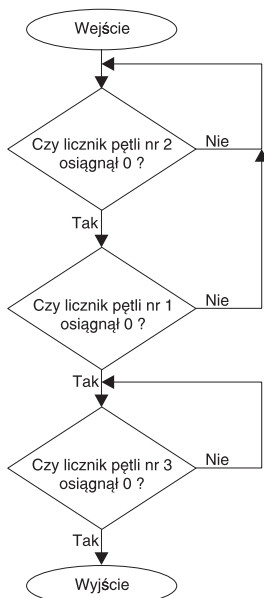 Wejście
Czy licznik pętli nr 2
osiągnął 0 ?
Nie
Tak
Czy licznik pętli nr 1
osiągnął 0 ?
Nie
Tak
Czy licznik pętli nr 3
osiągnął 0 ?
Nie
Tak
Wyjście